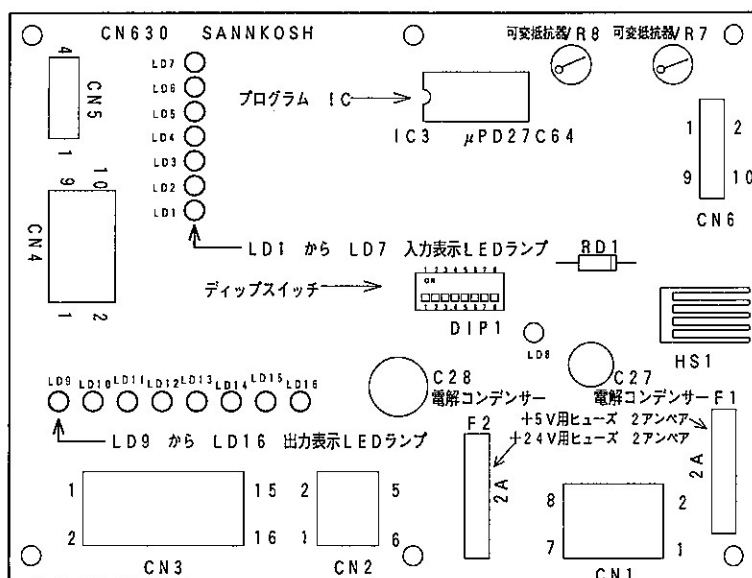 CN630 SANNKOSH
可変抵抗器VR8
可変抵抗器VR7
4
CN5
1
LD7
LD6
LD5
LD4
LD3
LD2
LD1
プログラム IC
IC3 μPD27C64
1 2
9 10
CN6
9 10
CN4
1 2
LD1 から LD7 入力表示LEDランプ
RD1
ディップスイッチ
1 2 3 4 5 6 7 8
ON
1 2 3 4 5 6 7 8
DIP1
LD8
HS1
LD9 LD10 LD11 LD12 LD13 LD14 LD15 LD16
C28
電解コンデンサー
C27
電解コンデンサー
F1
+5V用ヒューズ 2アンペア
+24V用ヒューズ 2アンペア
F2
2A
2A
LD9 から LD16 出力表示LEDランプ
1 15
2 16
CN3
2 5
1 6
CN2
8 2
7 1
CN1